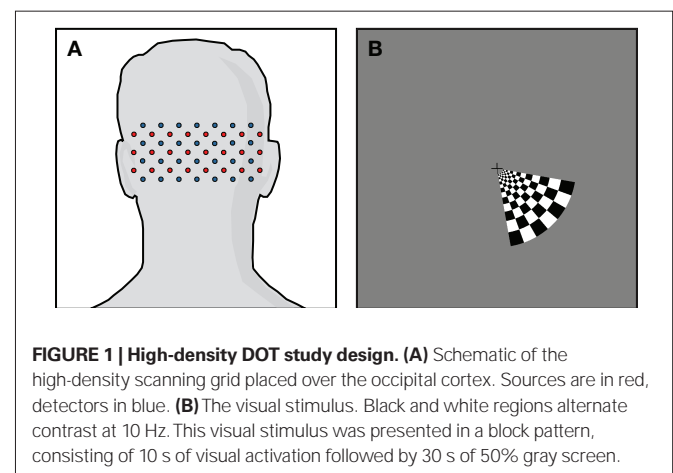 A
B
FIGURE 1 | High-density DOT study design. (A) Schematic of the
high-density scanning grid placed over the occipital cortex. Sources are in red,
detectors in blue. (B) The visual stimulus. Black and white regions alternate
contrast at 10 Hz. This visual stimulus was presented in a block pattern,
consisting of 10 s of visual activation followed by 30 s of 50% gray screen.